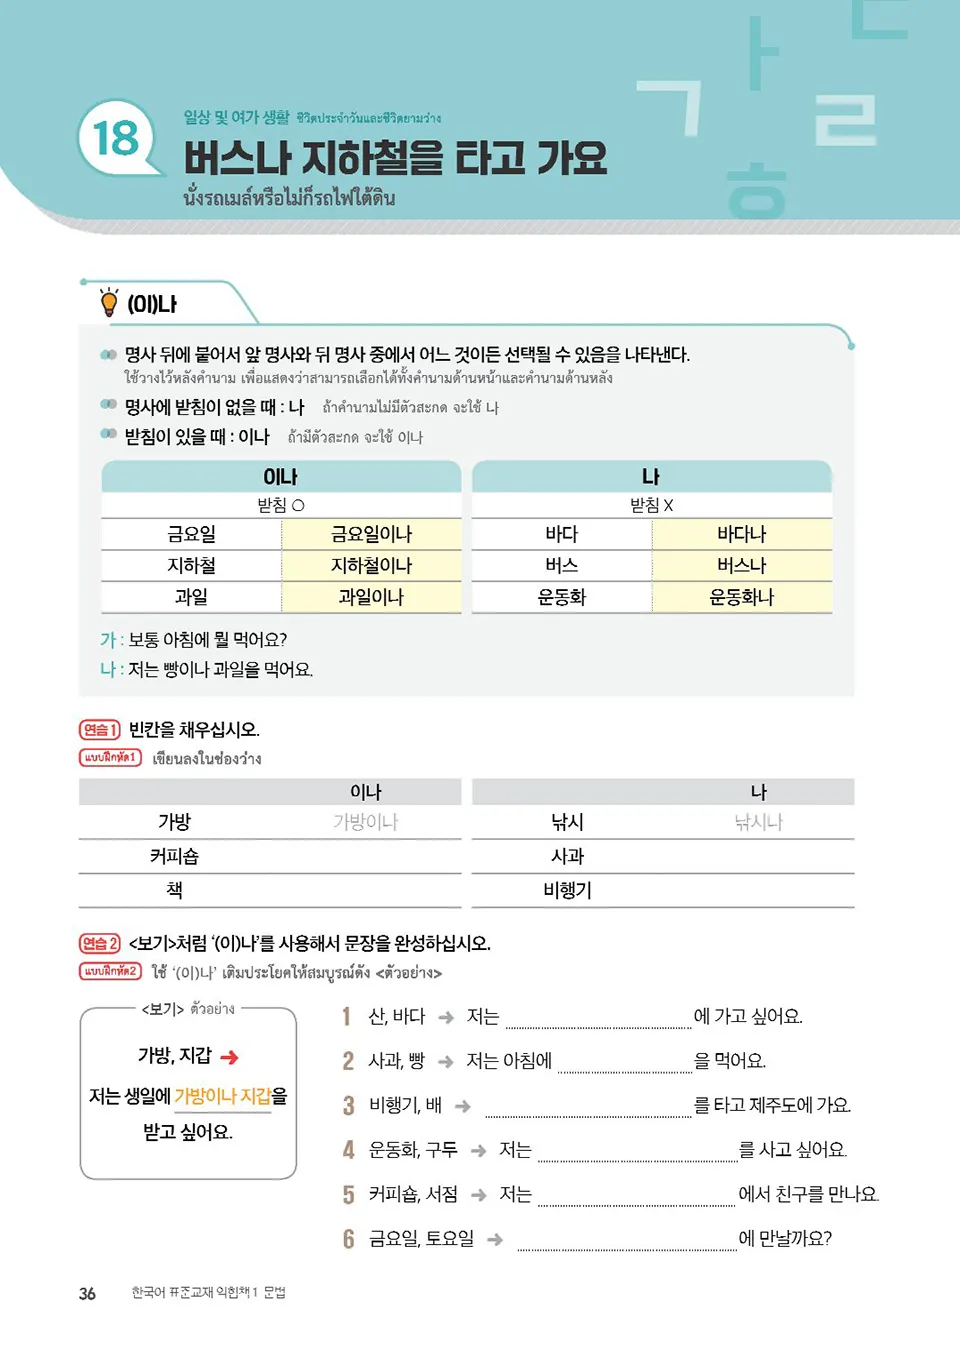 ㄱ ㅏ ㄹ ㅎ ㄷ
18
일상 및 여가 생활 ชีวิตประจำวันและชีวิตยามว่าง
버스나 지하철을 타고 가요
นั่งรถเมล์หรือไม่ก็รถไฟใต้ดิน
(이)나
명사 뒤에 붙어서 앞 명사와 뒤 명사 중에서 어느 것이든 선택될 수 있음을 나타낸다.
ใช้วางไว้หลังคำนาม เพื่อแสดงว่าสามารถเลือกได้ทั้งคำนามด้านหน้าและคำนามด้านหลัง
명사에 받침이 없을 때 : 나 ถ้าคำนามไม่มีตัวสะกด จะใช้ 나
받침이 있을 때 : 이나 ถ้ามีตัวสะกด จะใช้ 이나
이나 나
받침 ○ 받침 X
금요일 금요일이나 바다 바다나
지하철 지하철이나 버스 버스나
과일 과일이나 운동화 운동화나
가 : 보통 아침에 뭘 먹어요?
나 : 저는 빵이나 과일을 먹어요.
연습 1 빈칸을 채우십시오.
แบบฝึกหัด1 เขียนลงในช่องว่าง
이나 나
가방 가방이나 낚시 낚시나
커피숍 사과
책 비행기
연습 2 <보기>처럼 '(이)나'를 사용해서 문장을 완성하십시오.
แบบฝึกหัด2 ใช้ '(이)나' เติมประโยคให้สมบูรณ์ดัง <ตัวอย่าง>
<보기> ตัวอย่าง
가방, 지갑 ➜
저는 생일에 가방이나 지갑을
받고 싶어요.
1 산, 바다 ➜ 저는 에 가고 싶어요.
2 사과, 빵 ➜ 저는 아침에 을 먹어요.
3 비행기, 배 ➜ 를 타고 제주도에 가요.
4 운동화, 구두 ➜ 저는 를 사고 싶어요.
5 커피숍, 서점 ➜ 저는 에서 친구를 만나요.
6 금요일, 토요일 ➜ 에 만날까요?
36 한국어 표준교재 익힘책 1 문법